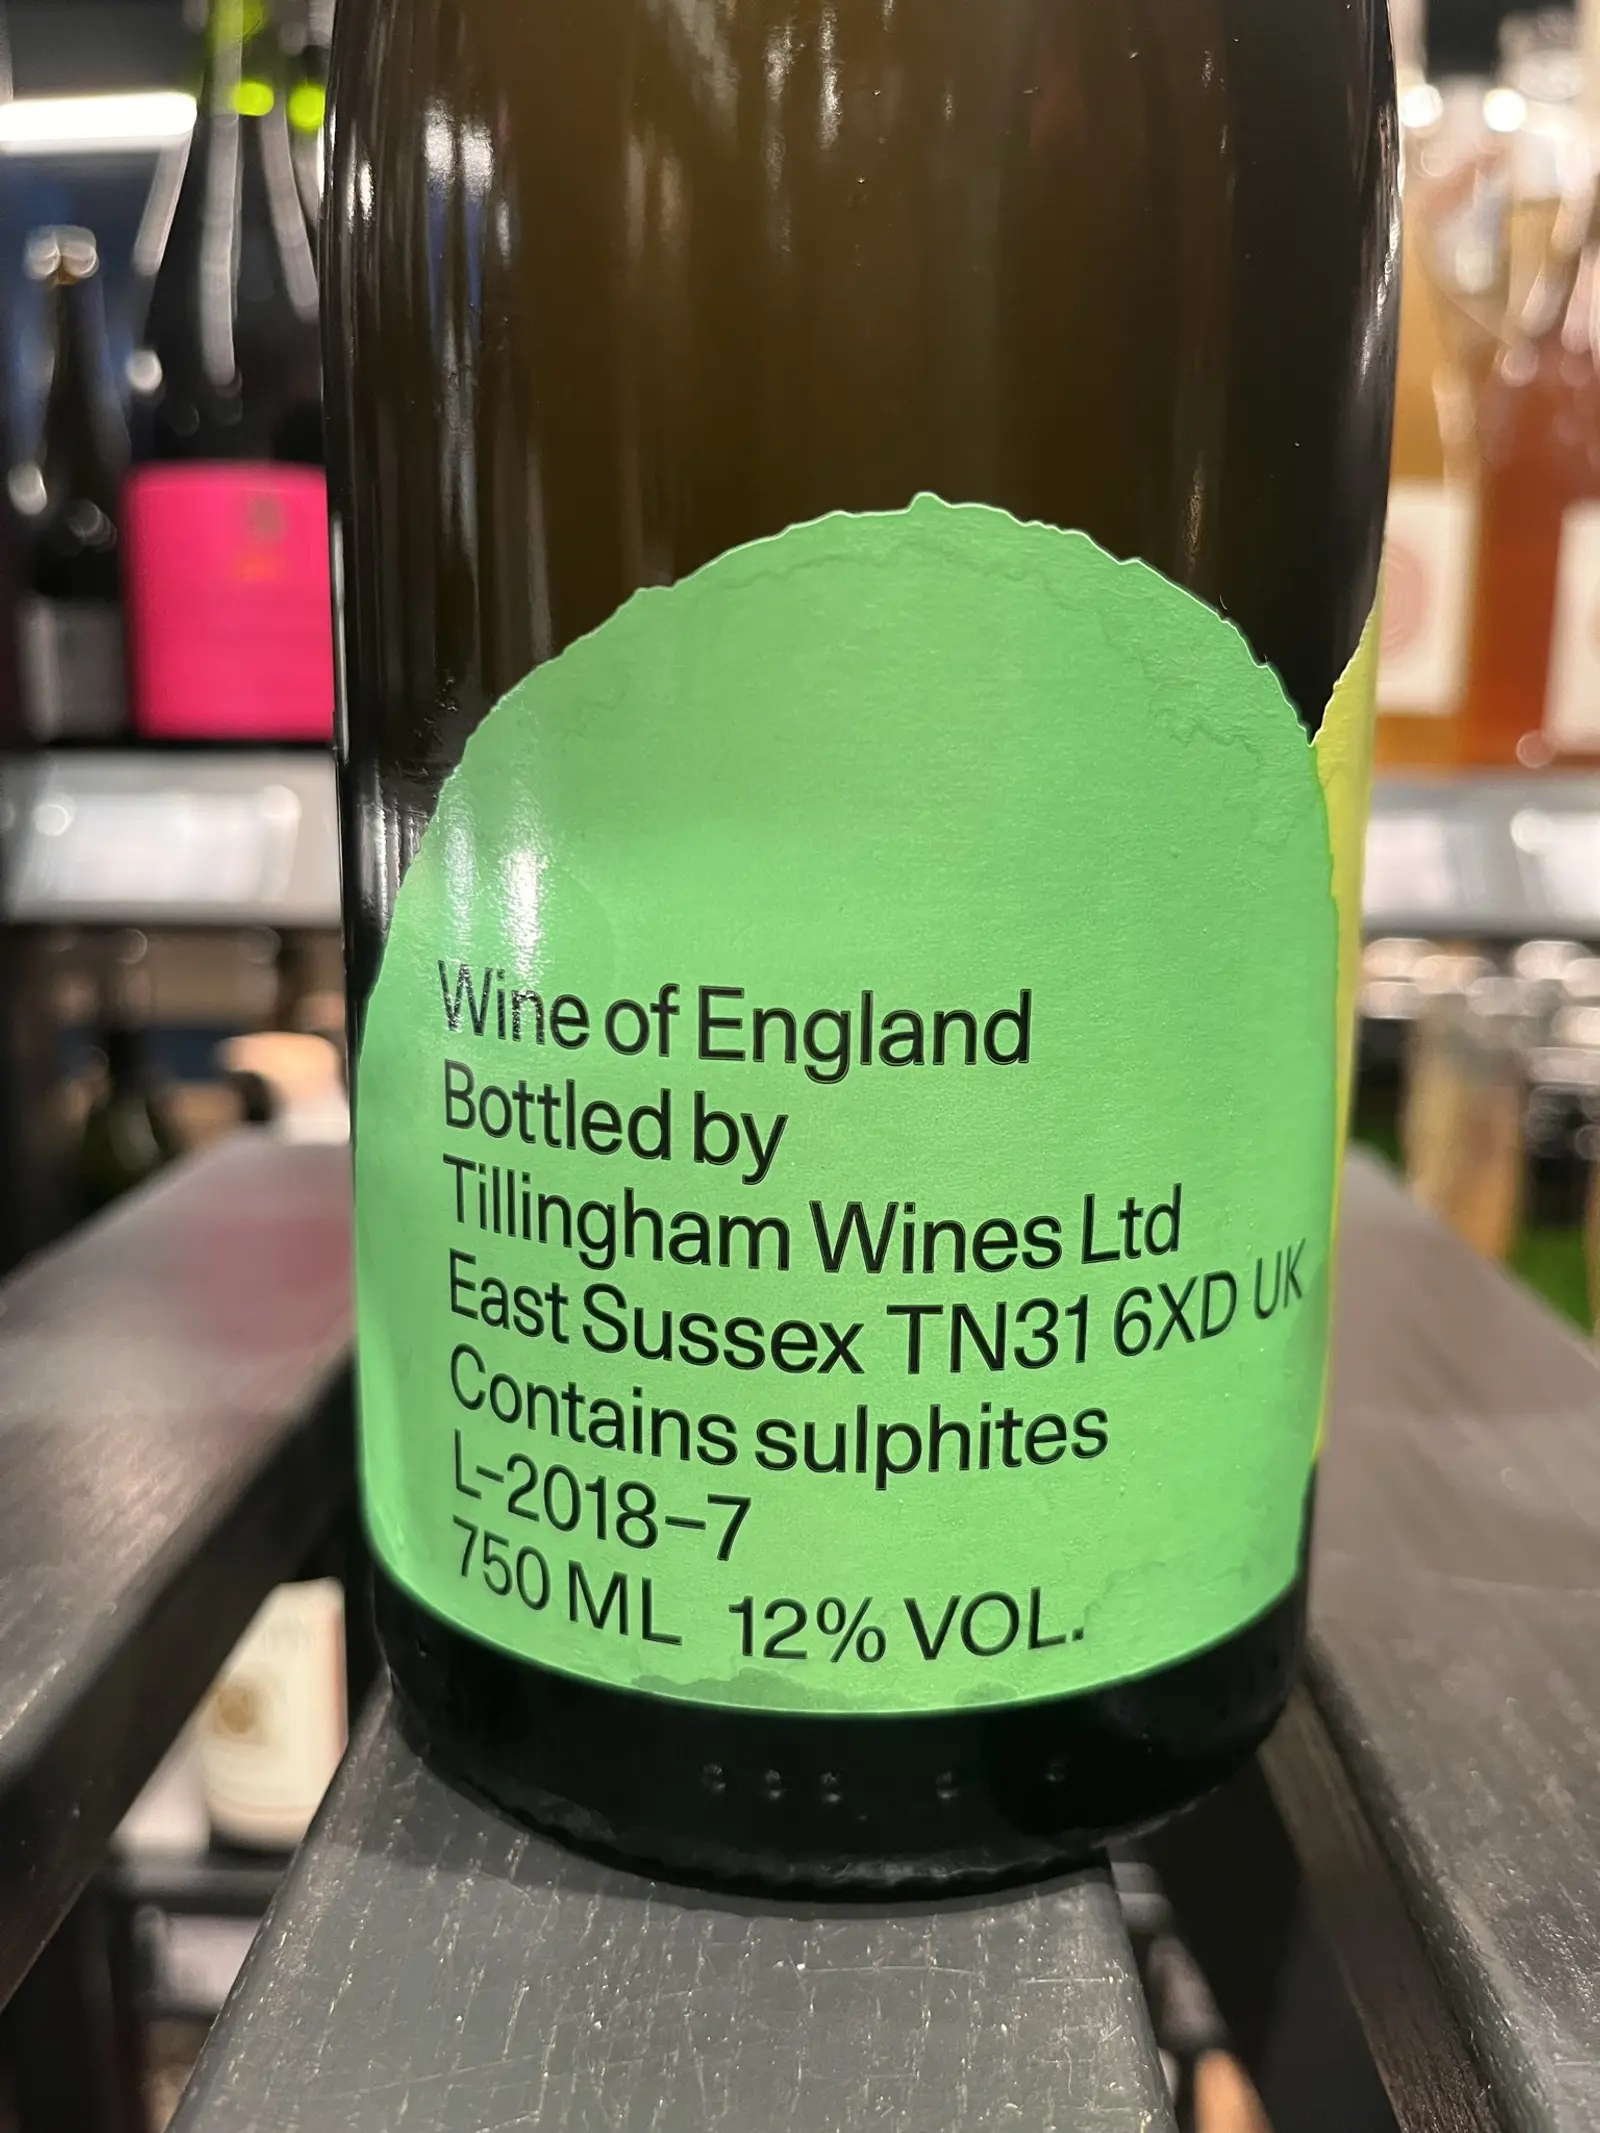 Wine of England
Bottled by
Tillingham Wines Ltd
East Sussex TN31 6XD UK
Contains sulphites
L-2018-7
750 ML 12% VOL.